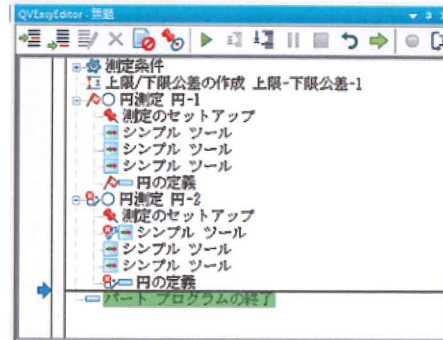 QVEasyEditor - 無題
測定条件
上限/下限公差の作成 上限-下限公差-1
円測定 円-1
測定のセットアップ
シンプル ツール
シンプル ツール
シンプル ツール
円の定義
円測定 円-2
測定のセットアップ
シンプル ツール
シンプル ツール
シンプル ツール
円の定義
パート プログラムの終了